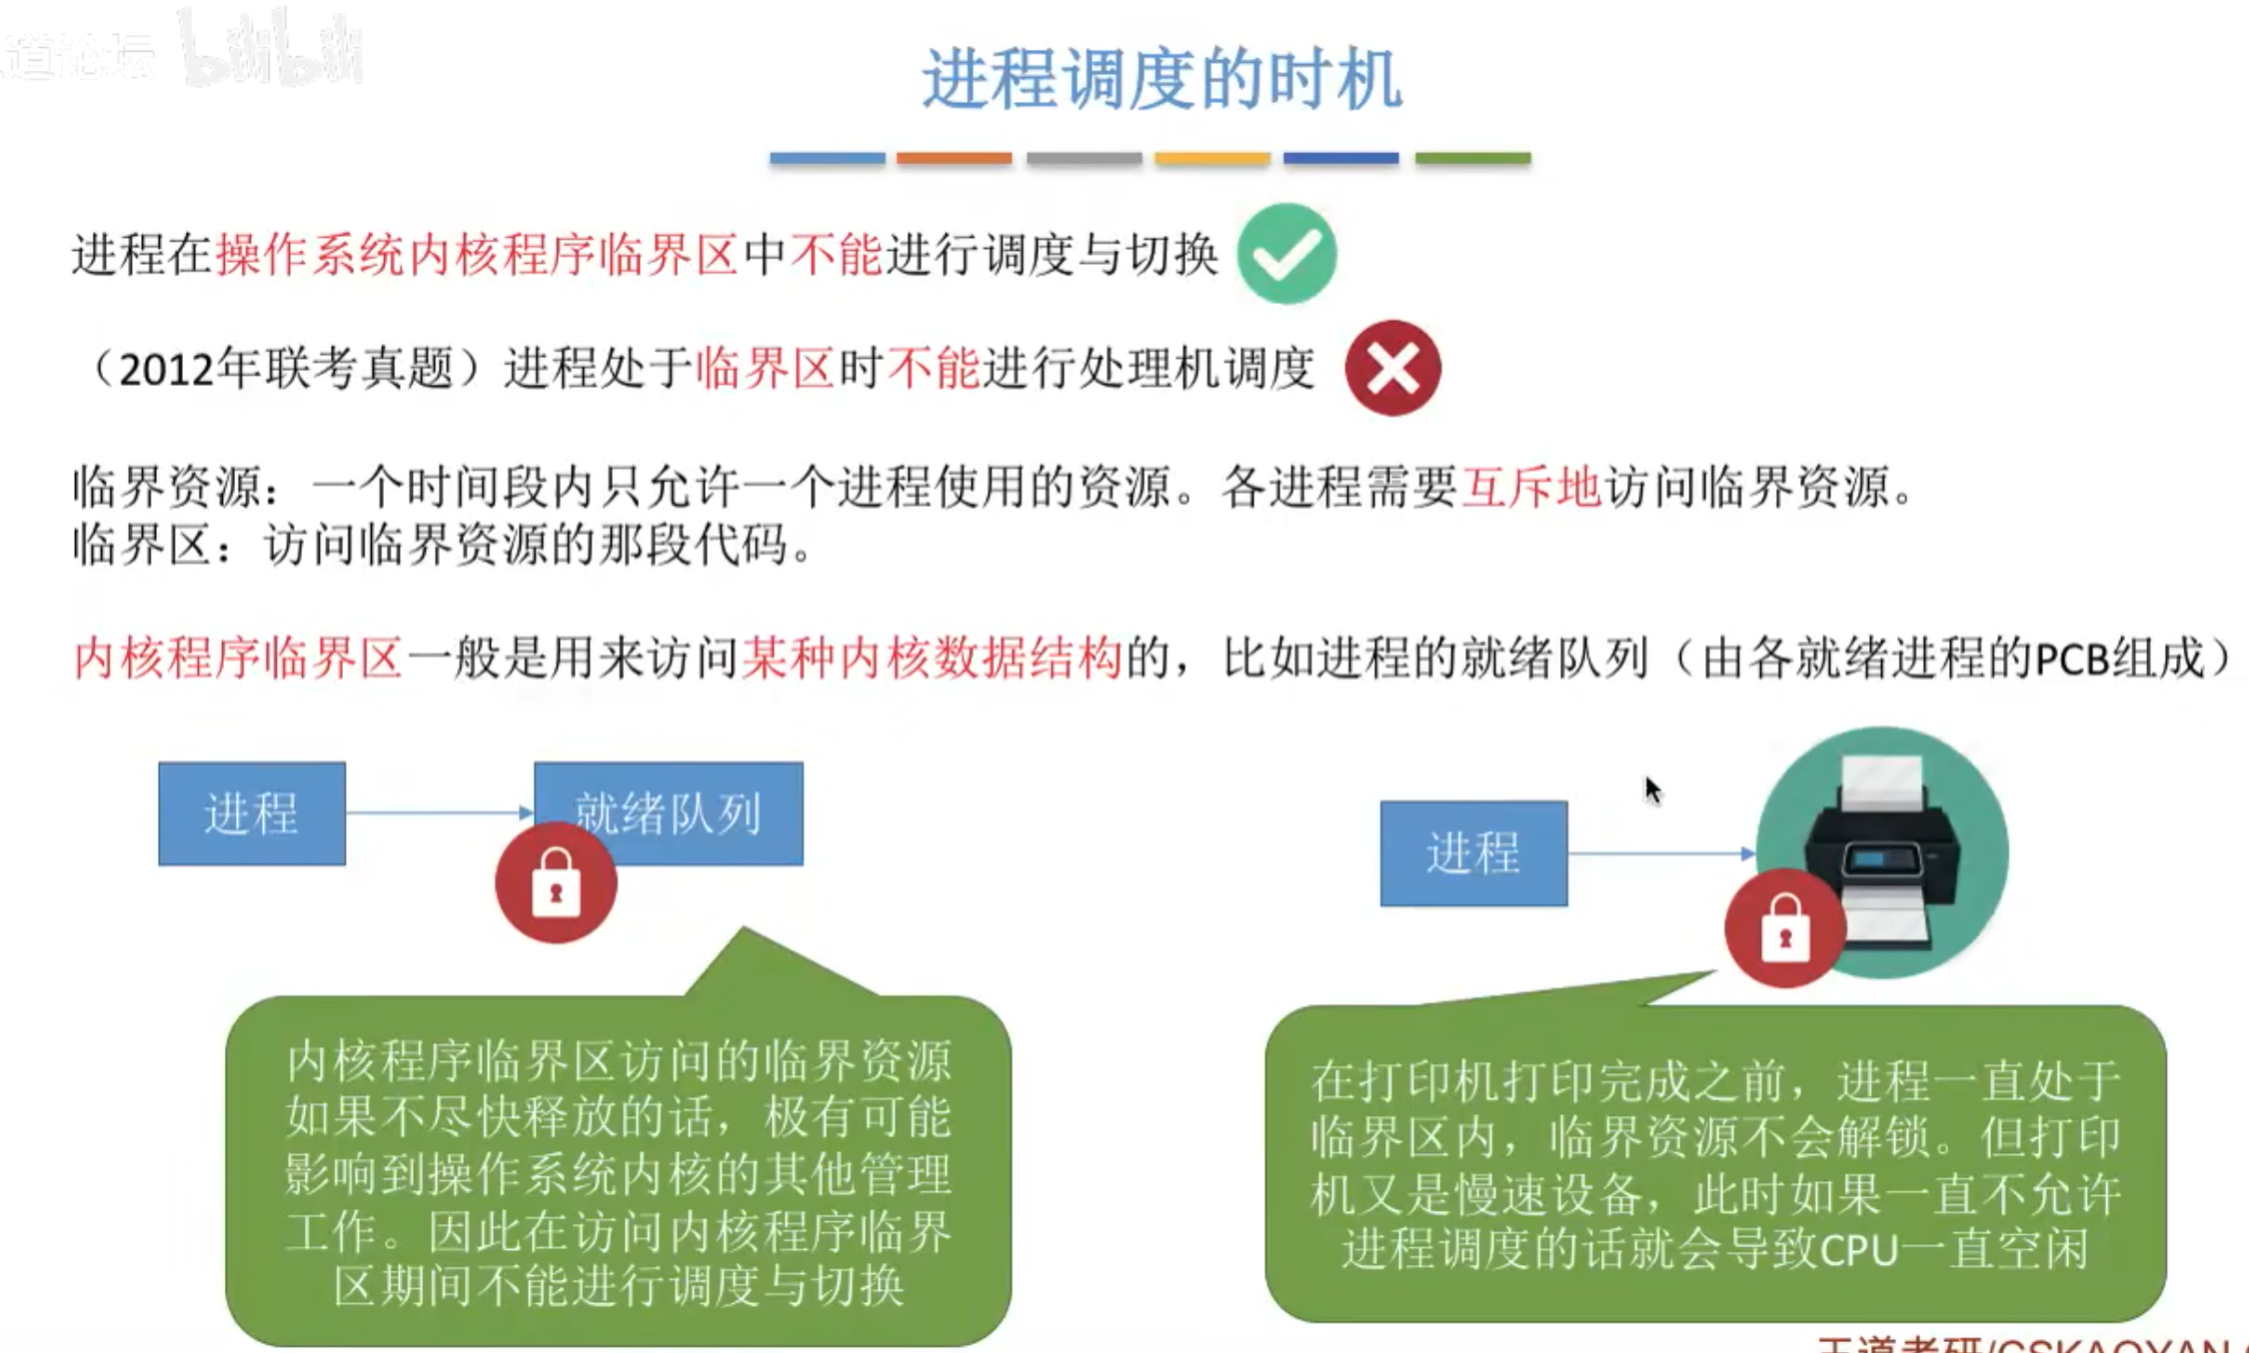 道论坛 bilibili
进程调度的时机
进程在操作系统内核程序临界区中不能进行调度与切换
（2012年联考真题）进程处于临界区时不能进行处理机调度
临界资源：一个时间段内只允许一个进程使用的资源。各进程需要互斥地访问临界资源。
临界区：访问临界资源的那段代码。
内核程序临界区一般是用来访问某种内核数据结构的，比如进程的就绪队列（由各就绪进程的PCB组成）
进程
就绪队列
进程
内核程序临界区访问的临界资源
如果不尽快释放的话，极有可能
影响到操作系统内核的其他管理
工作。因此在访问内核程序临界
区期间不能进行调度与切换
在打印机打印完成之前，进程一直处于
临界区内，临界资源不会解锁。但打印
机又是慢速设备，此时如果一直不允许
进程调度的话就会导致CPU一直空闲
王道考研/CSKAOYAN.